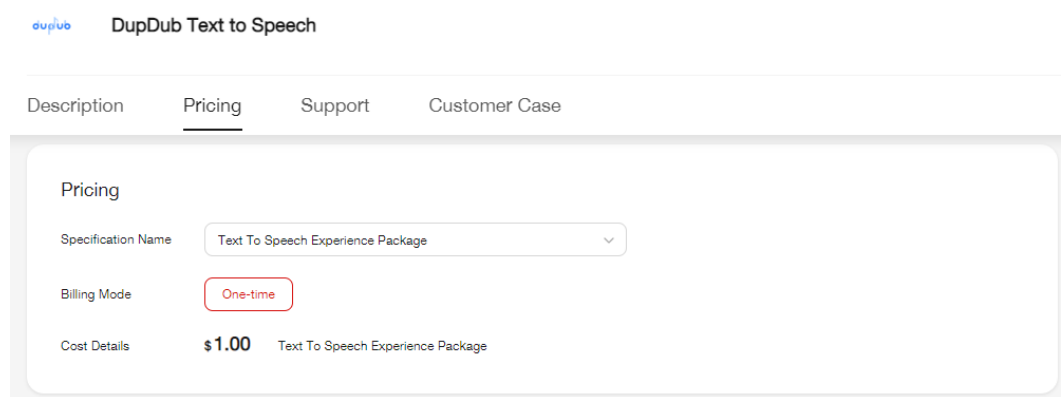 dupdub DupDub Text to Speech
Description Pricing Support Customer Case
Pricing
Specification Name Text To Speech Experience Package
Billing Mode One-time
Cost Details $1.00 Text To Speech Experience Package